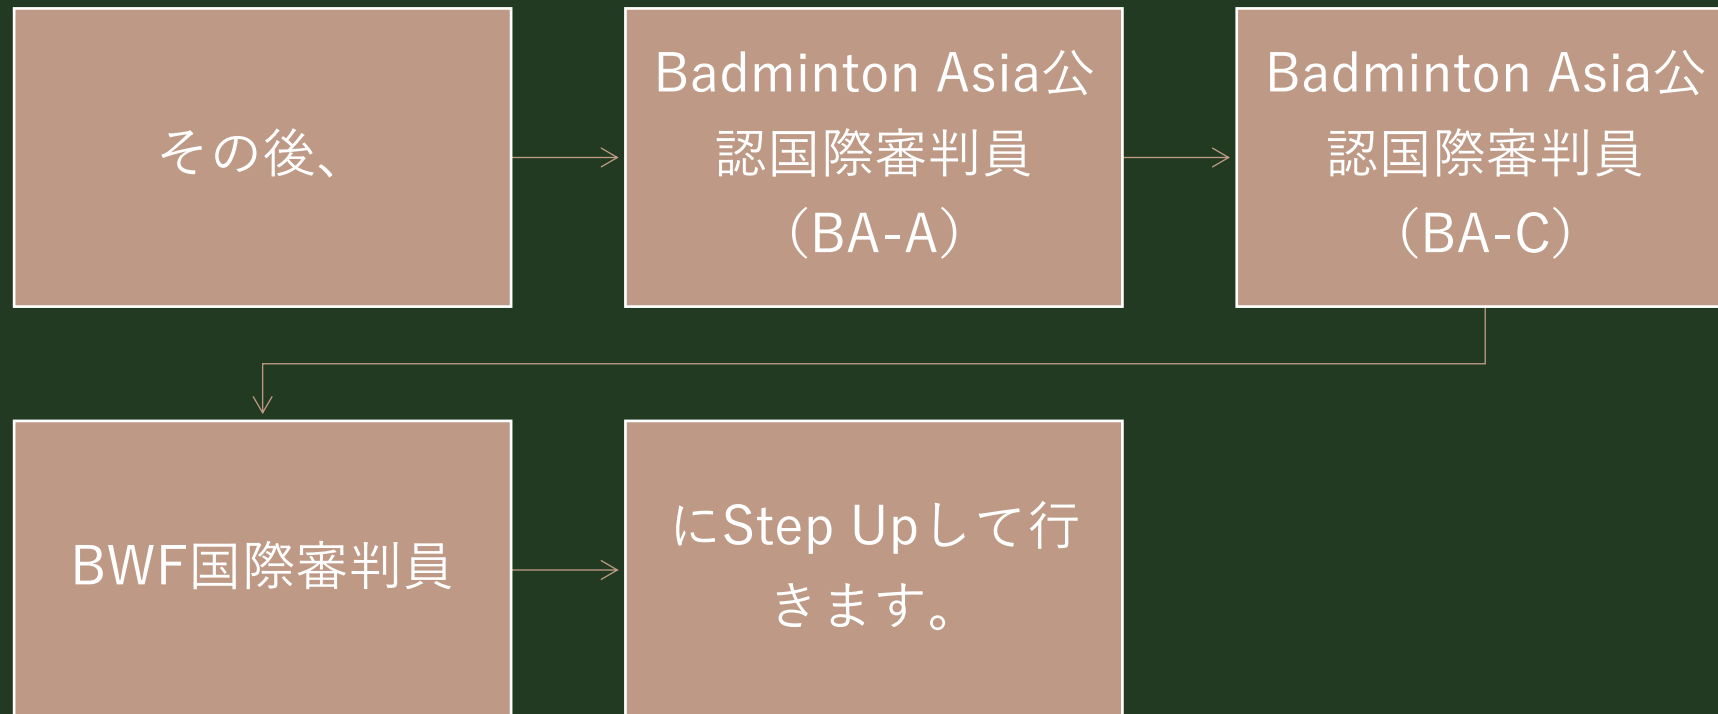 その後、
Badminton Asia公
認国際審判員
（BA-A）
Badminton Asia公
認国際審判員
（BA-C）
BWF国際審判員
にStep Upして行
きます。